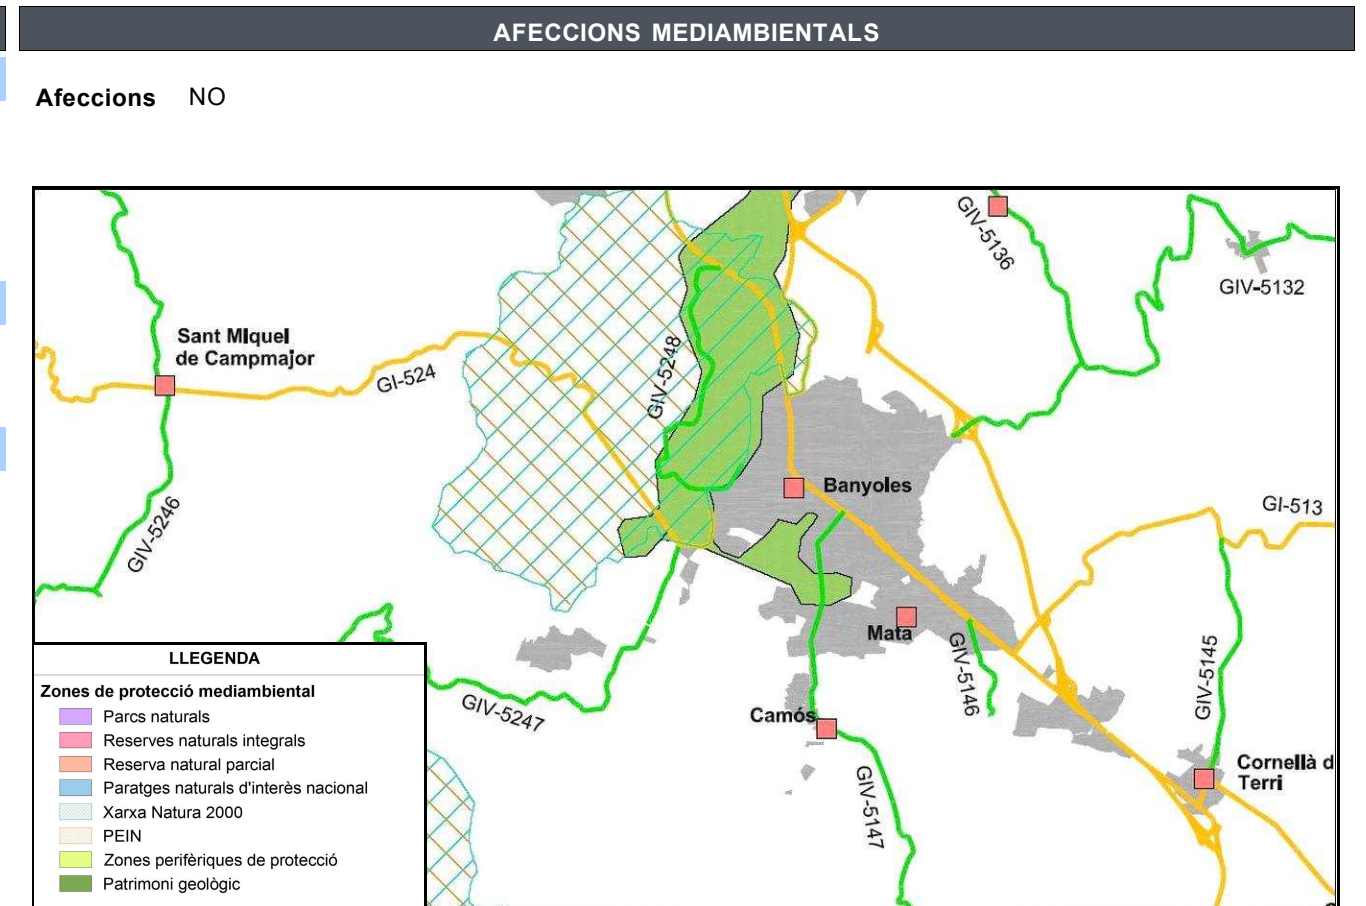 AFECCIONS MEDIAMBIENTALS
Afeccions NO
GIV-5136
GIV-5132
Sant Miquel
de Campmajor
GI-524
GIV-5248
Banyoles
GI-513
GIV-5246
Mata
GIV-5146
GIV-5145
GIV-5247
Camós
Cornellà d
Terri
GIV-5147
LLEGENDA
Zones de protecció mediambiental
Parcs naturals
Reserves naturals integrals
Reserva natural parcial
Paratges naturals d'interès nacional
Xarxa Natura 2000
PEIN
Zones perifèriques de protecció
Patrimoni geològic